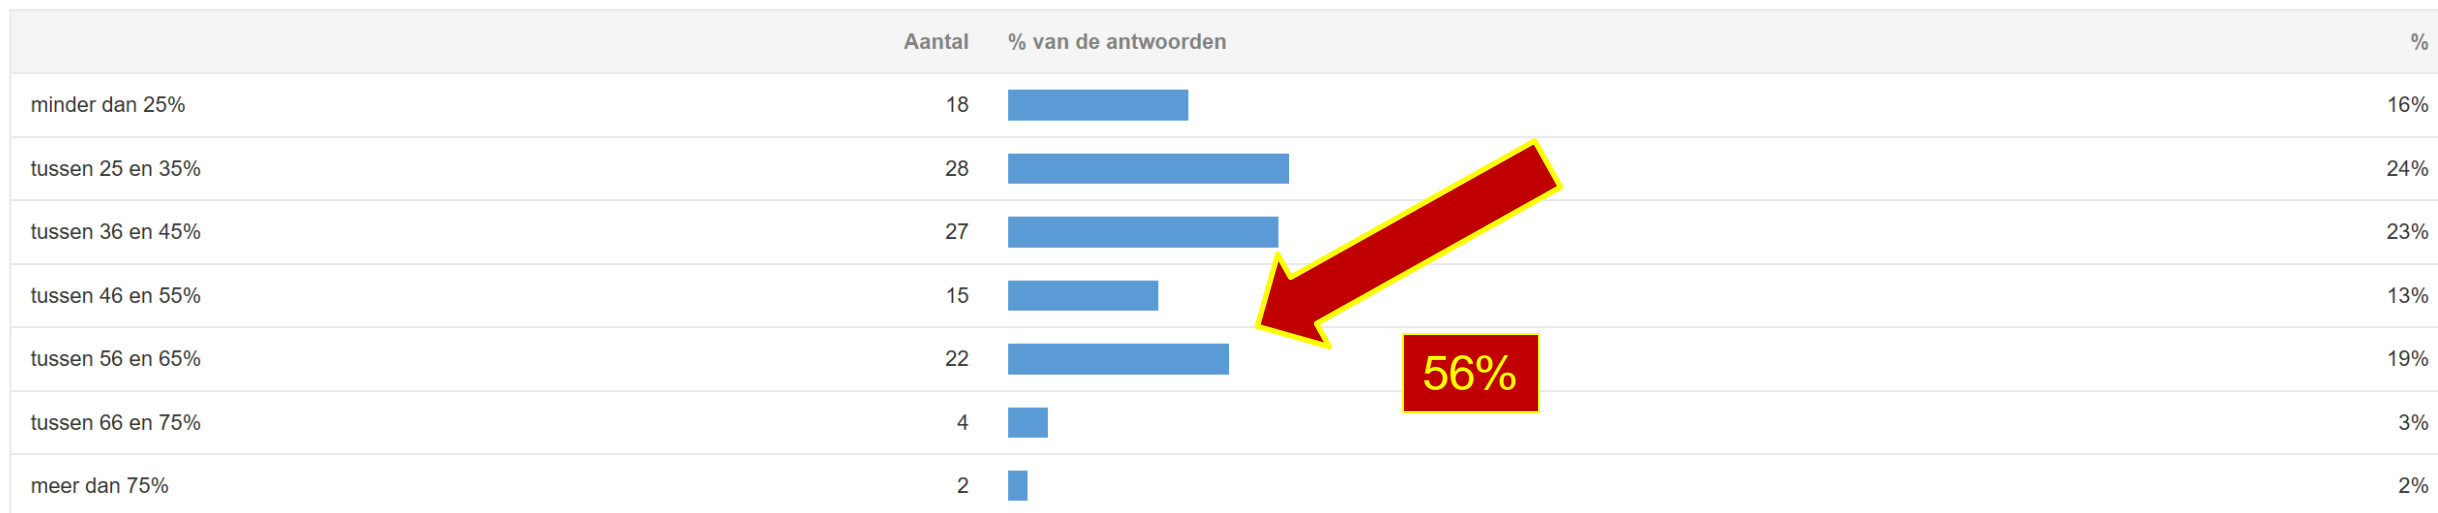 Aantal % van de antwoorden %
minder dan 25% 18 16%
tussen 25 en 35% 28 24%
tussen 36 en 45% 27 23%
tussen 46 en 55% 15 13%
tussen 56 en 65% 22 19%
56%
tussen 66 en 75% 4 3%
meer dan 75% 2 2%